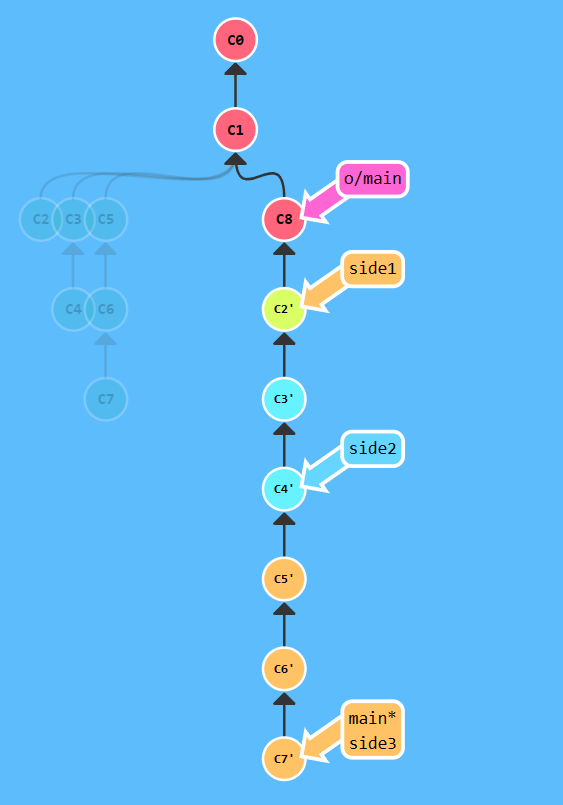 C0
C1
o/main
C2 C3 C5 C8
side1
C4 C6 C2'
C7 C3'
side2
C4'
C5'
C6'
main*
side3
C7'